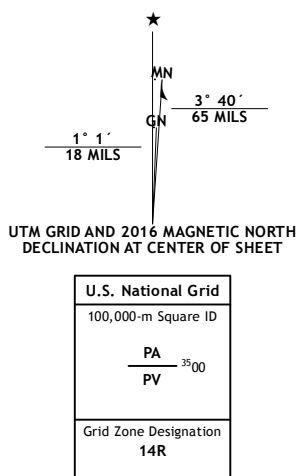 MN
3° 40´
65 MILS
GN
1° 1´
18 MILS
UTM GRID AND 2016 MAGNETIC NORTH
DECLINATION AT CENTER OF SHEET
U.S. National Grid
100,000-m Square ID
PA
3500
PV
Grid Zone Designation
14R